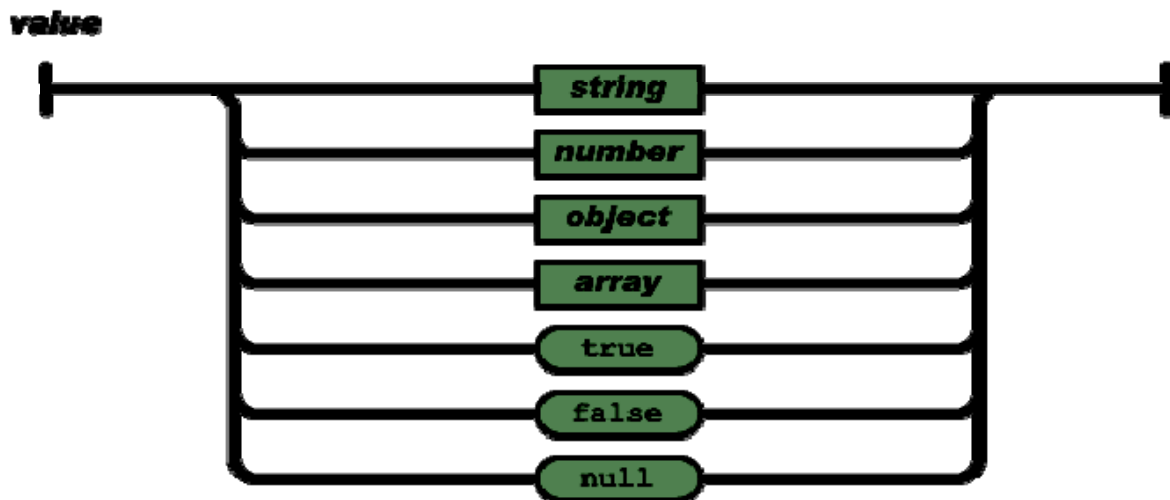 value
string
number
object
array
true
false
null